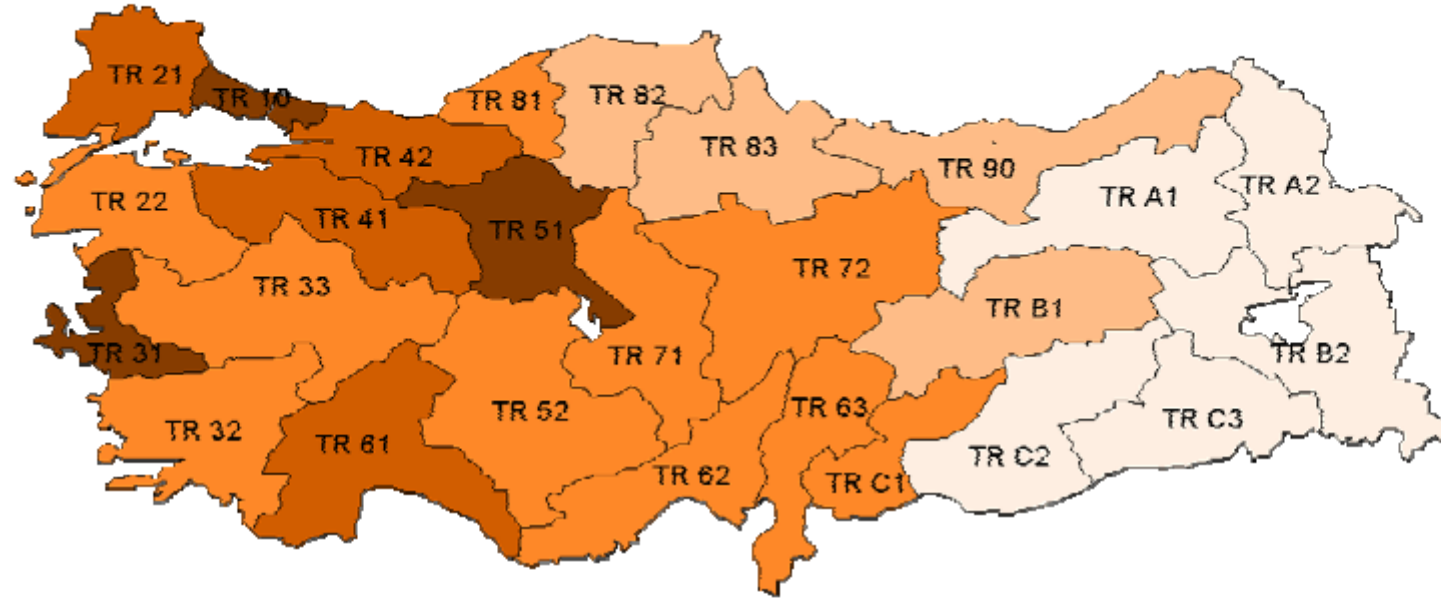 TR 21
TR 10
TR 81
TR 82
TR 83
TR 42
TR 90
TR A1
TR A2
TR 22
TR 41
TR 51
TR 72
TR 33
TR B1
TR 31
TR 71
TR B2
TR 52
TR 63
TR 32
TR 61
TR C3
TR C2
TR 62
TR C1